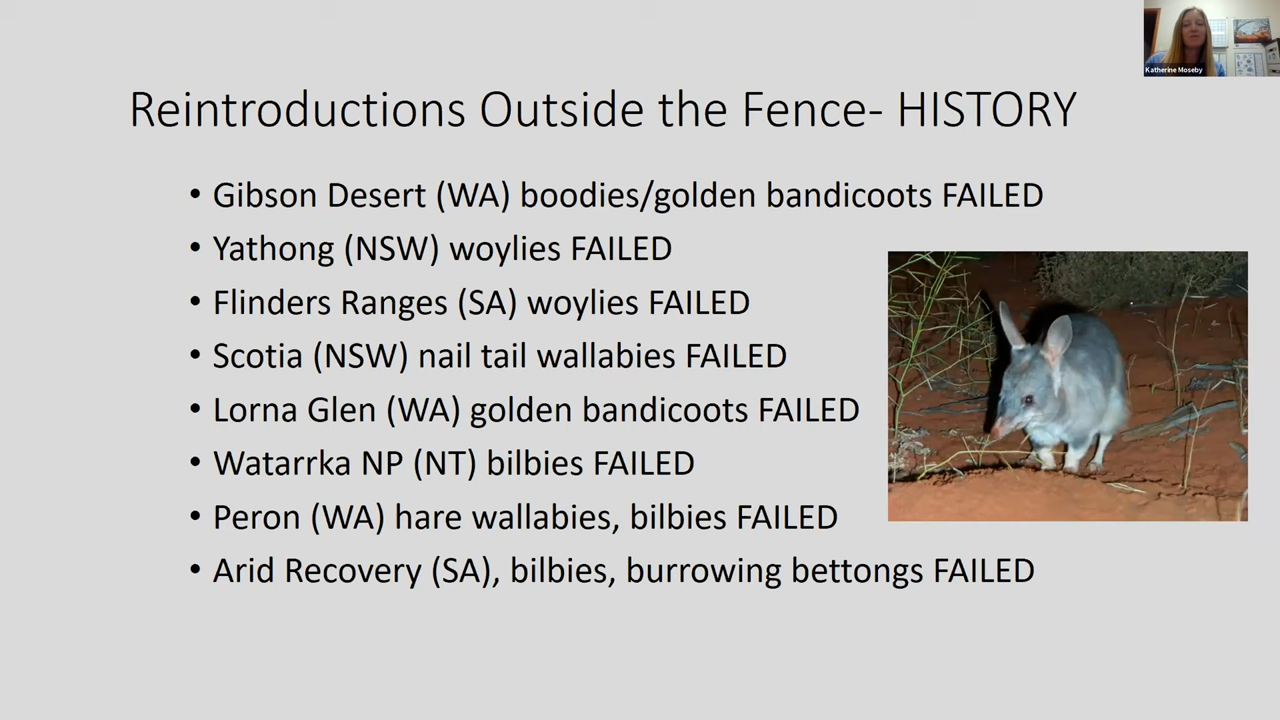 Katherine Moseby
Reintroductions Outside the Fence- HISTORY
• Gibson Desert (WA) boodies/golden bandicoots FAILED
• Yathong (NSW) woylies FAILED
• Flinders Ranges (SA) woylies FAILED
• Scotia (NSW) nail tail wallabies FAILED
• Lorna Glen (WA) golden bandicoots FAILED
• Watarrka NP (NT) bilbies FAILED
• Peron (WA) hare wallabies, bilbies FAILED
• Arid Recovery (SA), bilbies, burrowing bettongs FAILED